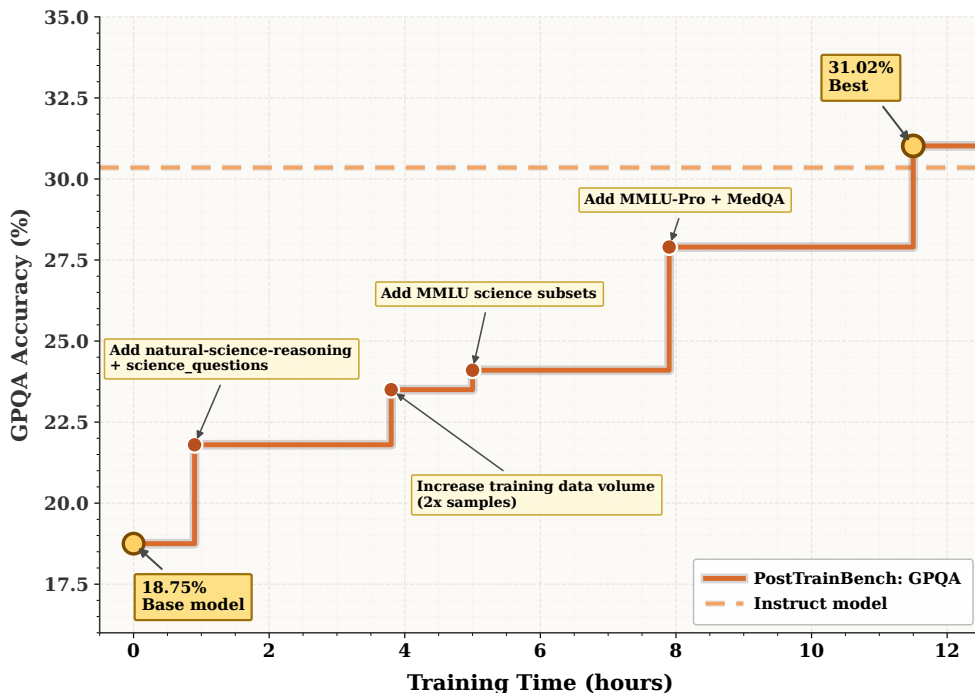 35.0
32.5
30.0
27.5
25.0
22.5
20.0
17.5
GPQA Accuracy (%)
31.02%
Best
Add MMLU-Pro + MedQA
Add MMLU science subsets
Add natural-science-reasoning
+ science_questions
Increase training data volume
(2x samples)
18.75%
Base model
PostTrainBench: GPQA
Instruct model
0 2 4 6 8 10 12
Training Time (hours)